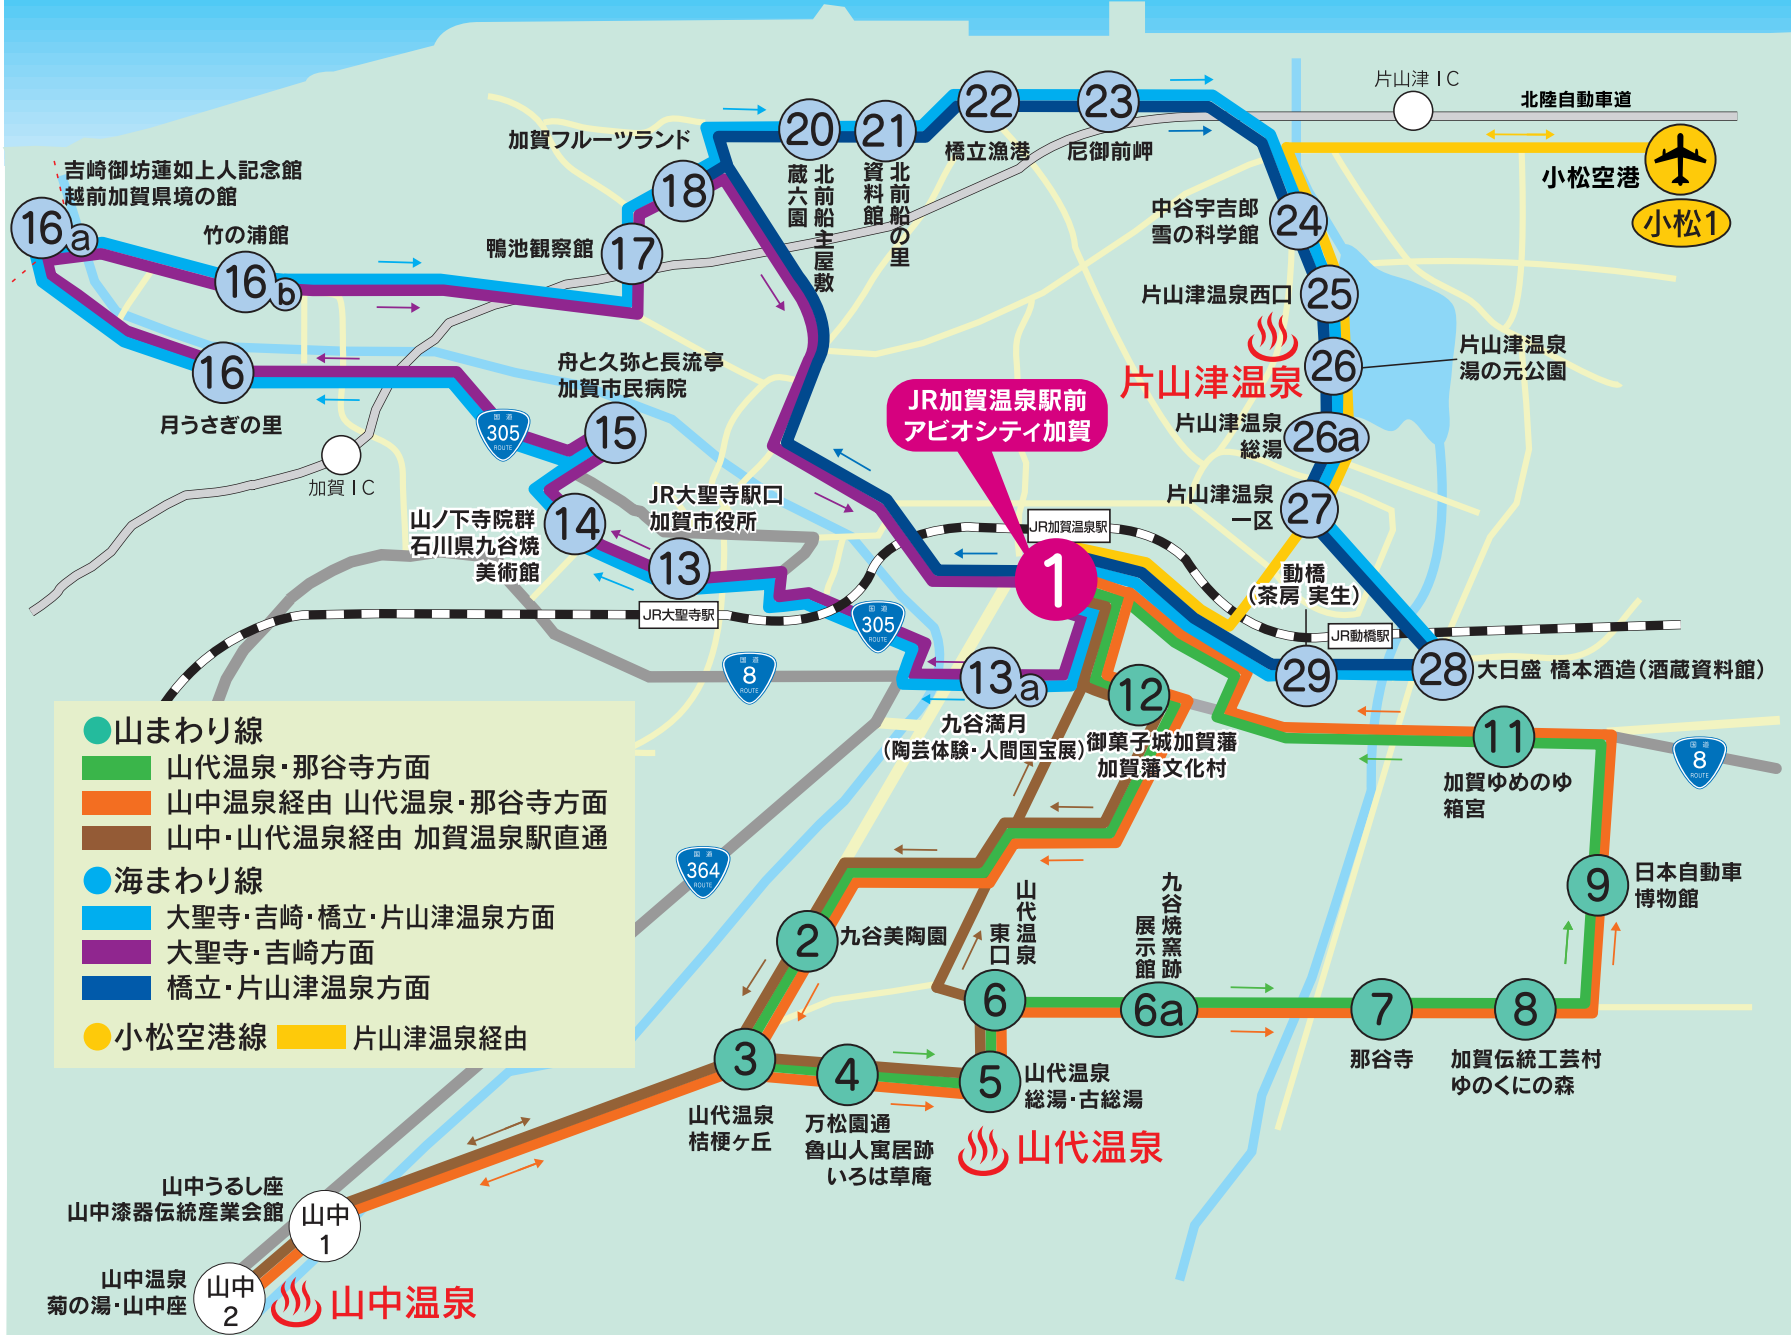 片山津IC
北陸自動車道
小松空港
小松1
加賀フルーツランド
吉崎御坊蓮如上人記念館
越前加賀県境の館
16
a
竹の浦館
16
b
鴨池観察館
17
18
20
北前船主屋敷
蔵六園
21
北前船の里
資料館
22
橋立漁港
23
尼御前岬
中谷宇吉郎
雪の科学館
24
片山津温泉西口
25
片山津温泉
26
片山津温泉
湯の元公園
片山津温泉
総湯
26a
片山津温泉
一区
27
16
月うさぎの里
加賀IC
国道
305
ROUTE
舟と久弥と長流亭
加賀市民病院
15
山ノ下寺院群
石川県九谷焼
美術館
14
JR大聖寺駅口
加賀市役所
13
JR大聖寺駅
国道
305
ROUTE
国道
8
ROUTE
JR加賀温泉駅前
アビオシティ加賀
JR加賀温泉駅
1
動橋
(茶房 実生)
JR動橋駅
29
28
大日盛 橋本酒造(酒蔵資料館)
13
a
九谷満月
(陶芸体験・人間国宝展)
12
御菓子城加賀藩
加賀藩文化村
11
加賀ゆめのゆ
箱宮
国道
8
ROUTE
山まわり線
山代温泉・那谷寺方面
山中温泉経由 山代温泉・那谷寺方面
山中・山代温泉経由 加賀温泉駅直通
海まわり線
大聖寺・吉崎・橋立・片山津温泉方面
大聖寺・吉崎方面
橋立・片山津温泉方面
小松空港線
片山津温泉経由
国道
364
ROUTE
9
日本自動車
博物館
2
九谷美陶園
山代温泉
東口
6
九谷焼窯跡
展示館
6a
7
那谷寺
8
加賀伝統工芸村
ゆのくにの森
3
山代温泉
桔梗ヶ丘
4
万松園通
魯山人寓居跡
いろは草庵
5
山代温泉
総湯・古総湯
山代温泉
山中うるし座
山中漆器伝統産業会館
山中
1
山中温泉
菊の湯・山中座
山中
2
山中温泉